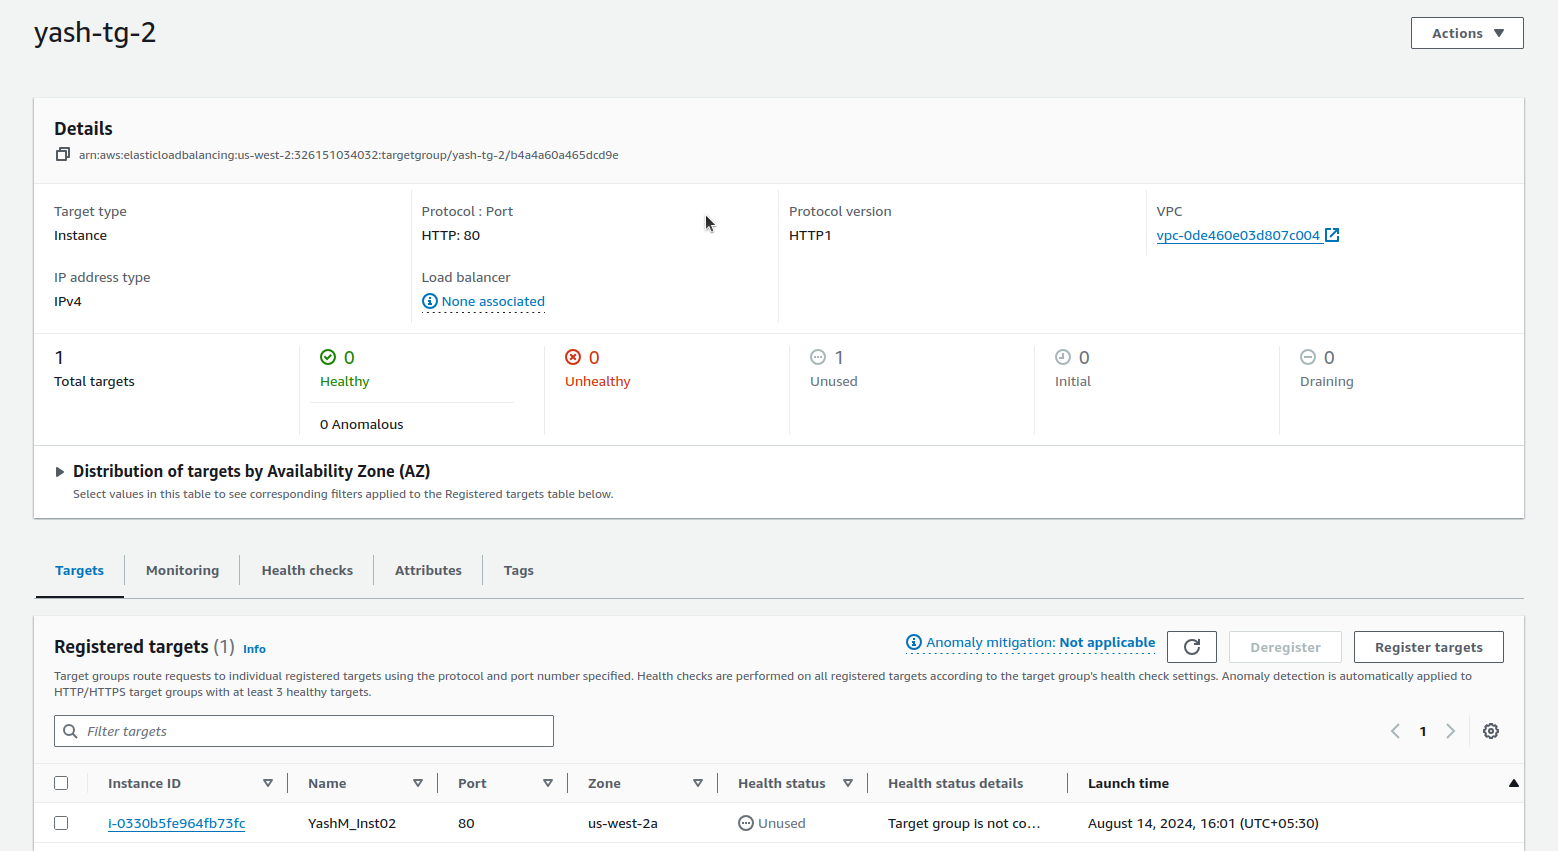 yash-tg-2
Actions
Details
arn:aws:elasticloadbalancing:us-west-2:326151034032:targetgroup/yash-tg-2/b4a4a60a465dcd9e
Target type
Instance
Protocol : Port
HTTP: 80
Protocol version
HTTP1
VPC
vpc-0de460e03d807c004
IP address type
IPv4
Load balancer
None associated
1
Total targets
0
Healthy
0 Anomalous
0
Unhealthy
1
Unused
0
Initial
0
Draining
Distribution of targets by Availability Zone (AZ)
Select values in this table to see corresponding filters applied to the Registered targets table below.
Targets Monitoring Health checks Attributes Tags
Registered targets (1) Info
Anomaly mitigation: Not applicable
Deregister
Register targets
Target groups route requests to individual registered targets using the protocol and port number specified. Health checks are performed on all registered targets according to the target group's health check settings. Anomaly detection is automatically applied to
HTTP/HTTPS target groups with at least 3 healthy targets.
Filter targets
1
Instance ID Name Port Zone Health status Health status details Launch time
i-0330b5fe964fb73fc YashM_Inst02 80 us-west-2a Unused Target group is not co… August 14, 2024, 16:01 (UTC+05:30)